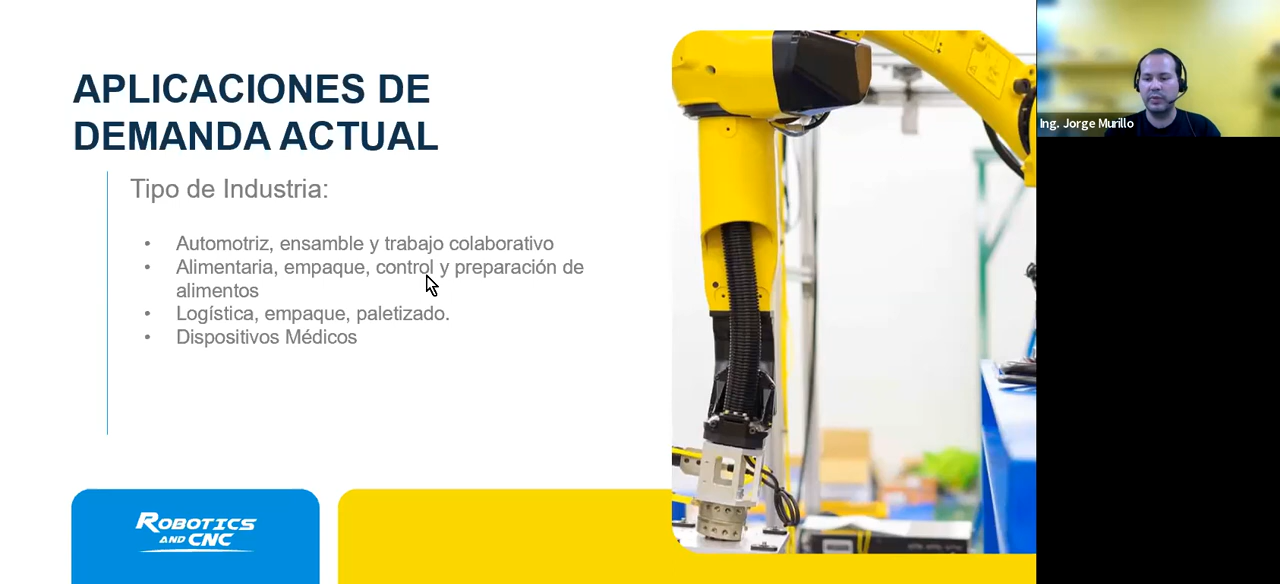 APLICACIONES DE
DEMANDA ACTUAL
Tipo de Industria:
• Automotriz, ensamble y trabajo colaborativo
• Alimentaria, empaque, control y preparación de
alimentos
• Logística, empaque, paletizado.
• Dispositivos Médicos
ROBOTICS
AND CNC
Ing. Jorge Murillo